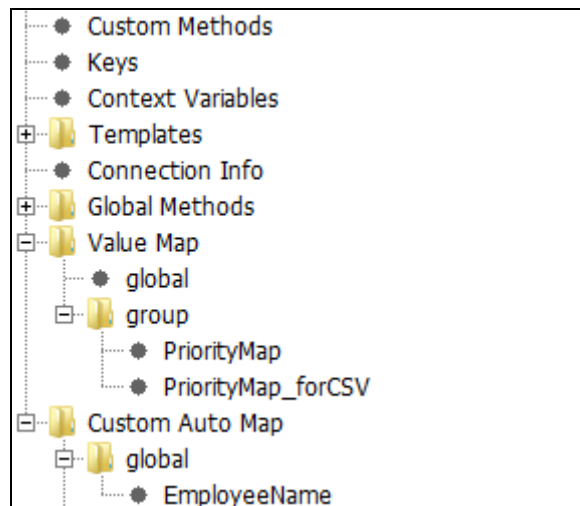 Custom Methods
Keys
Context Variables
Templates
Connection Info
Global Methods
Value Map
global
group
PriorityMap
PriorityMap_forCSV
Custom Auto Map
global
EmployeeName